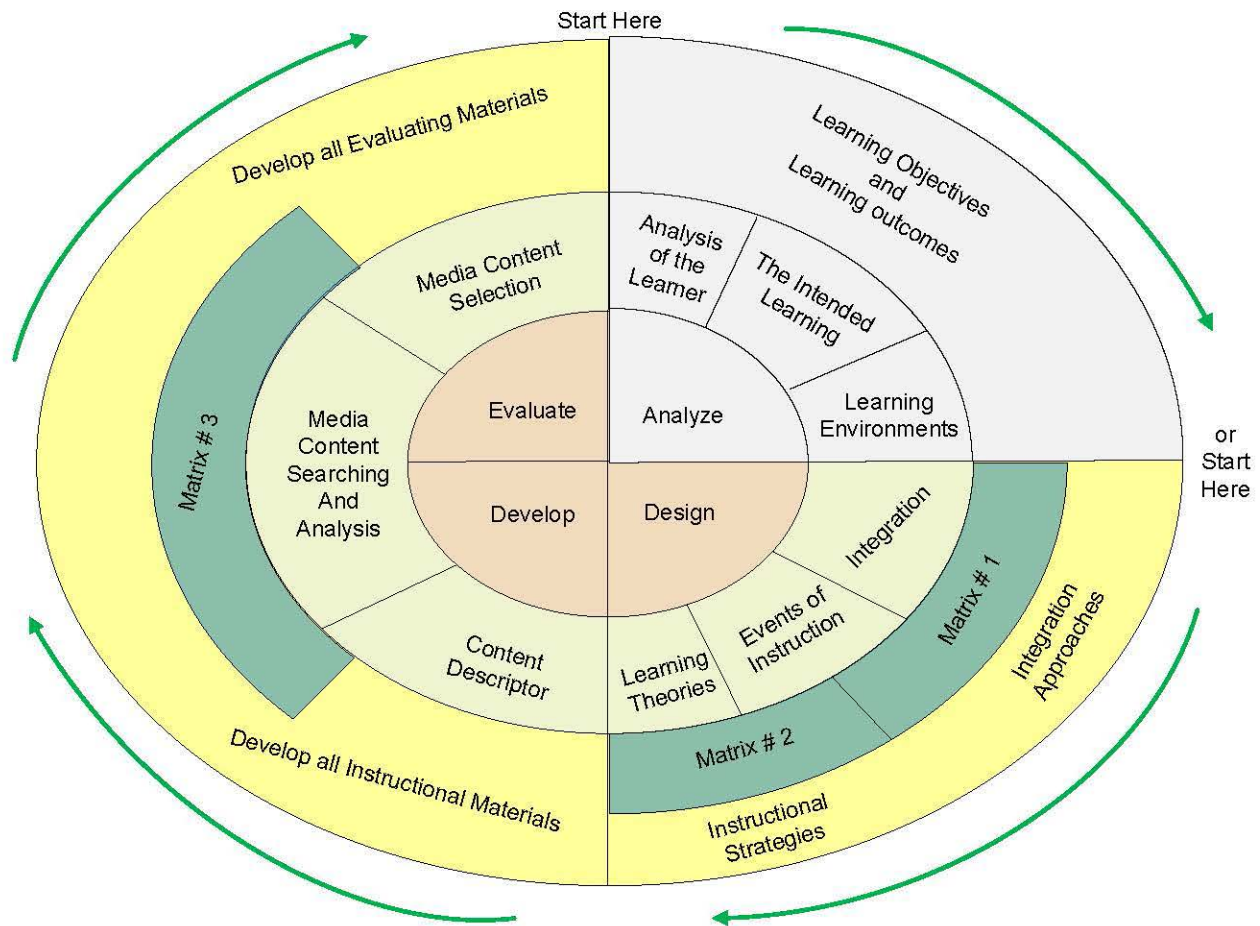 Start Here
Learning Objectives
and
Learning outcomes
Analysis
of the
Learner
The Intended
Learning
Learning
Environments
Analyze
or
Start
Here
Integration
Events of
Instruction
Learning
Theories
Design
Matrix # 1
Matrix # 2
Integration
Approaches
Instructional
Strategies
Develop
Content
Descriptor
Develop all Instructional Materials
Media
Content
Searching
And
Analysis
Matrix # 3
Evaluate
Media Content
Selection
Develop all Evaluating Materials